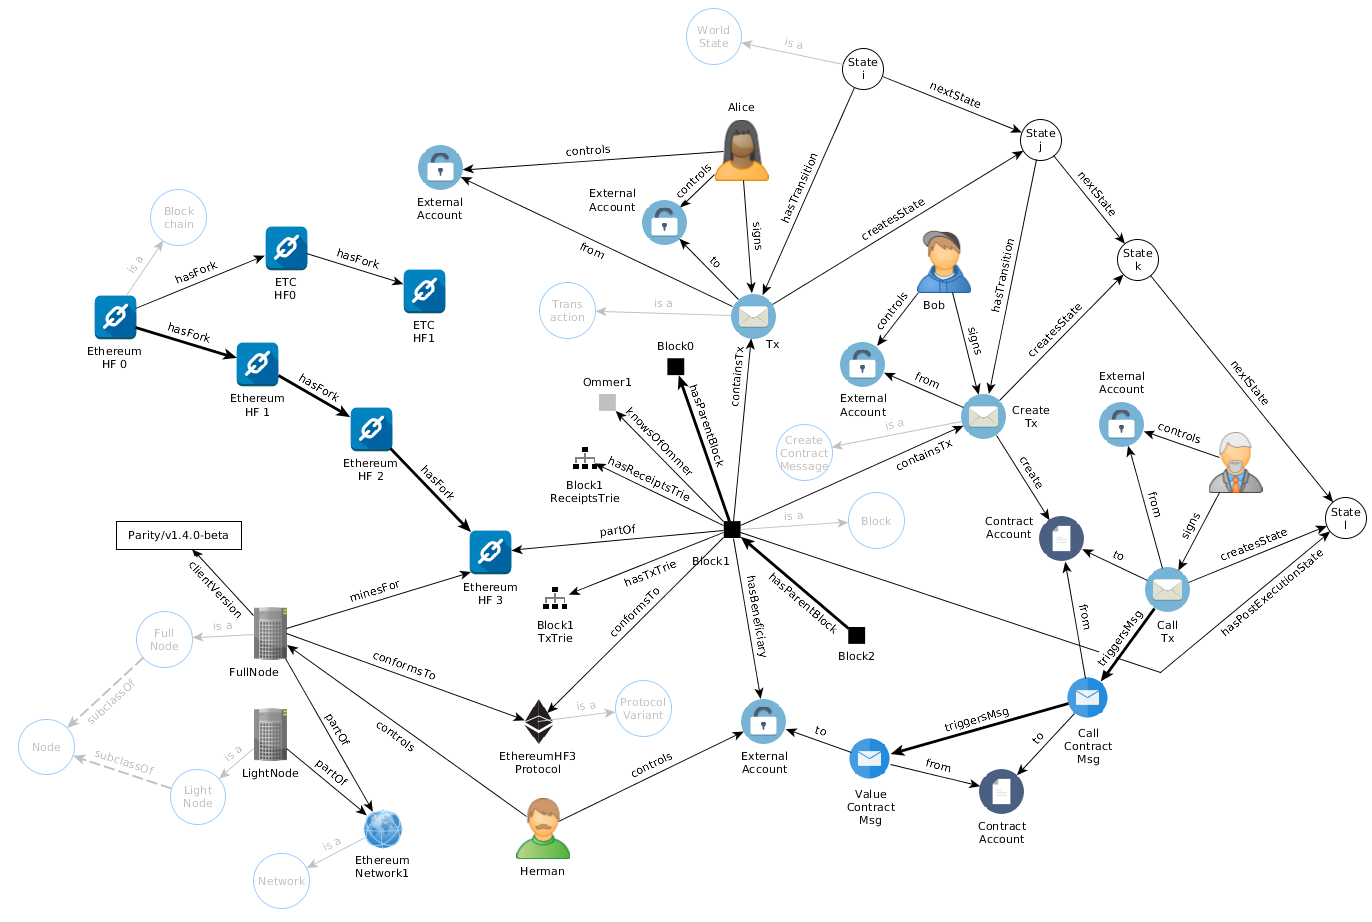 World
State
is a
State
i
nextState
Alice
State
j
controls
controls
External
Account
External
Account
hasTransition
signs
from
to
createsState
nextState
Block
chain
is a
hasFork
ETC
HF0
hasFork
ETC
HF1
Ethereum
HF 0
hasFork
Ethereum
HF 1
hasFork
Ethereum
HF 2
hasFork
Ethereum
HF 3
Trans
action
is a
Tx
State
k
Bob
hasTransition
controls
signs
createsState
nextState
External
Account
from
Create
Tx
is a
Create
Contract
Message
External
Account
controls
Block0
hasParentBlock
containsTx
Ommer1
knowsOfOmmer
hasReceiptsTrie
Block1
ReceiptsTrie
containsTx
create
from
signs
State
l
Contract
Account
to
createsState
Call
Tx
is a
Block
partOf
Block1
hasTxTrie
Block1
TxTrie
conformsTo
hasBeneficiary
hasParentBlock
Block2
hasPostExecutionState
from
triggersMsg
Parity/v1.4.0-beta
clientVersion
minesFor
Full
Node
is a
FullNode
conformsTo
subclassOf
Node
subclassOf
Light
Node
is a
LightNode
partOf
partOf
controls
EthereumHF3
Protocol
is a
Protocol
Variant
External
Account
controls
to
Value
Contract
Msg
triggersMsg
Call
Contract
Msg
from
to
Contract
Account
Ethereum
Network1
is a
Network
Herman